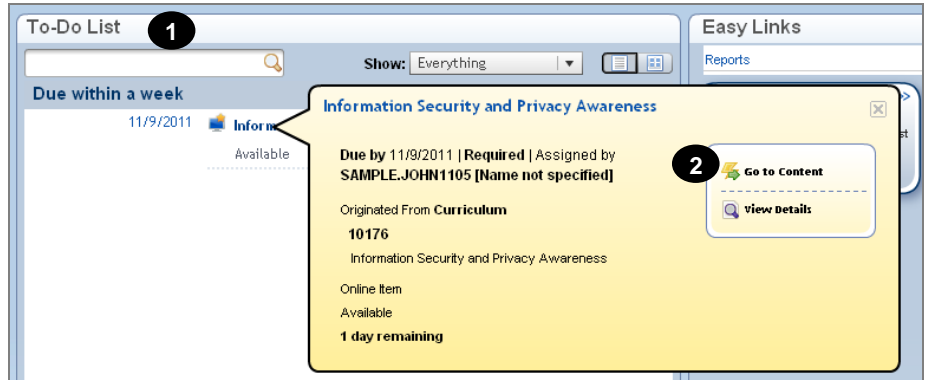 To-Do List
1
Easy Links
Show: Everything
Reports
Due within a week
11/9/2011
Inform
Available
Information Security and Privacy Awareness
Due by 11/9/2011 | Required | Assigned by
SAMPLE.JOHN1105 [Name not specified]
Originated From Curriculum
10176
Information Security and Privacy Awareness
Online Item
Available
1 day remaining
2
Go to Content
View Details
>
st